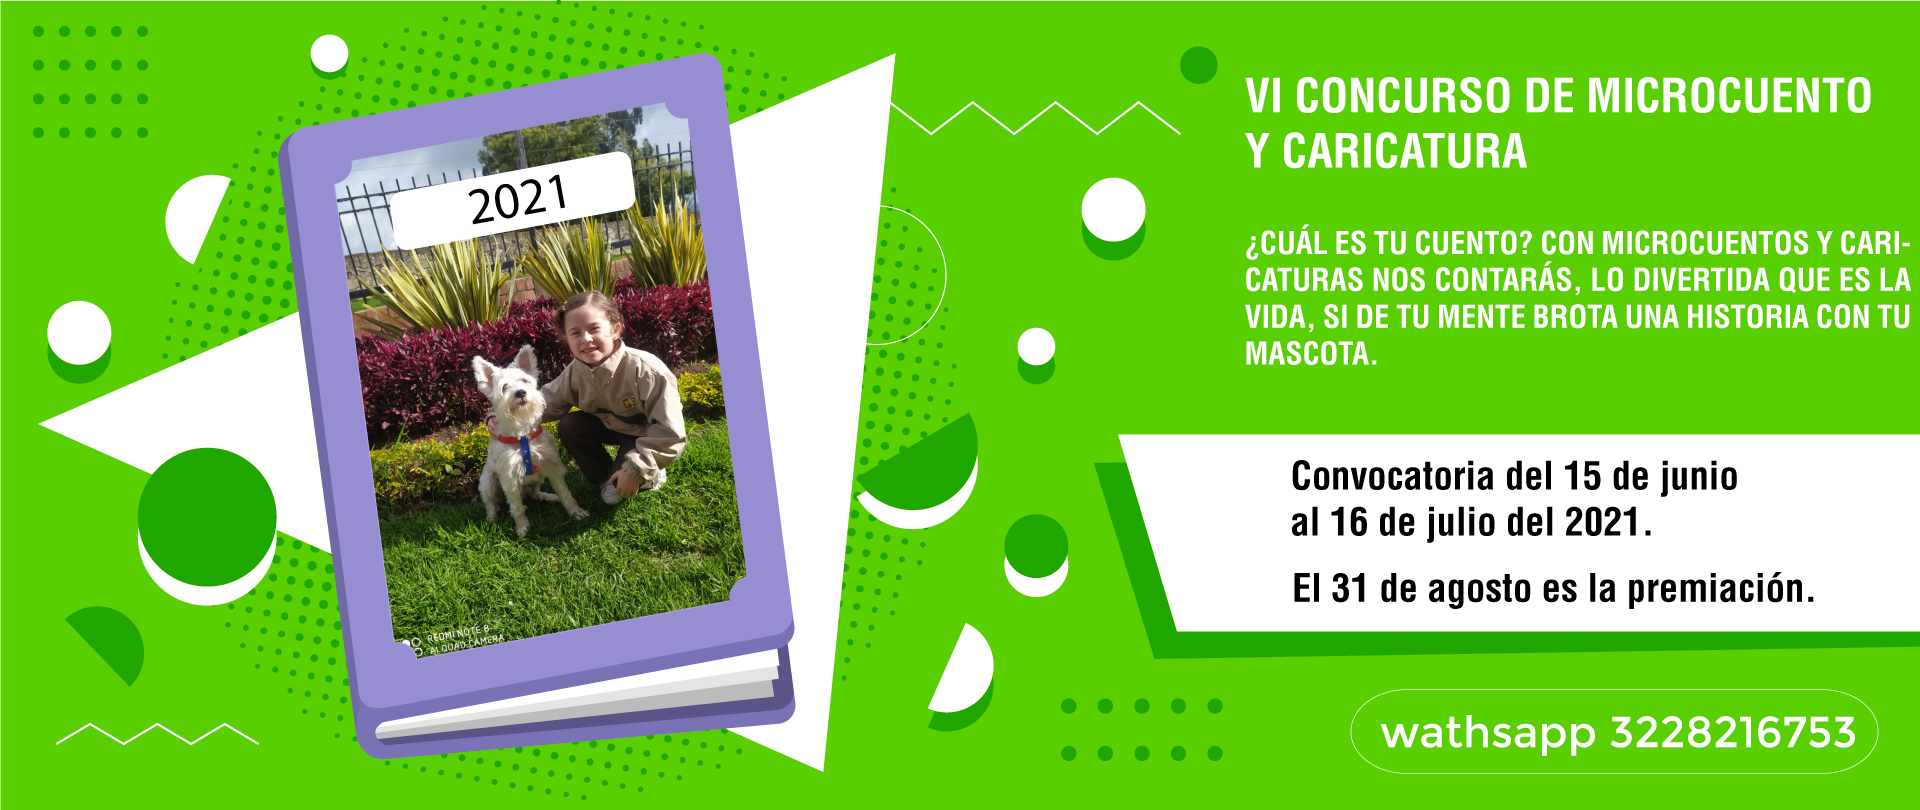 2021
VI CONCURSO DE MICROCUENTO
Y CARICATURA
¿CUÁL ES TU CUENTO? CON MICROCUENTOS Y CARI-
CATURAS NOS CONTARÁS, LO DIVERTIDA QUE ES LA
VIDA, SI DE TU MENTE BROTA UNA HISTORIA CON TU
MASCOTA.
Convocatoria del 15 de junio
al 16 de julio del 2021.
El 31 de agosto es la premiación.
wathsapp 3228216753
REDMI NOTE 8
AI QUAD CAMERA